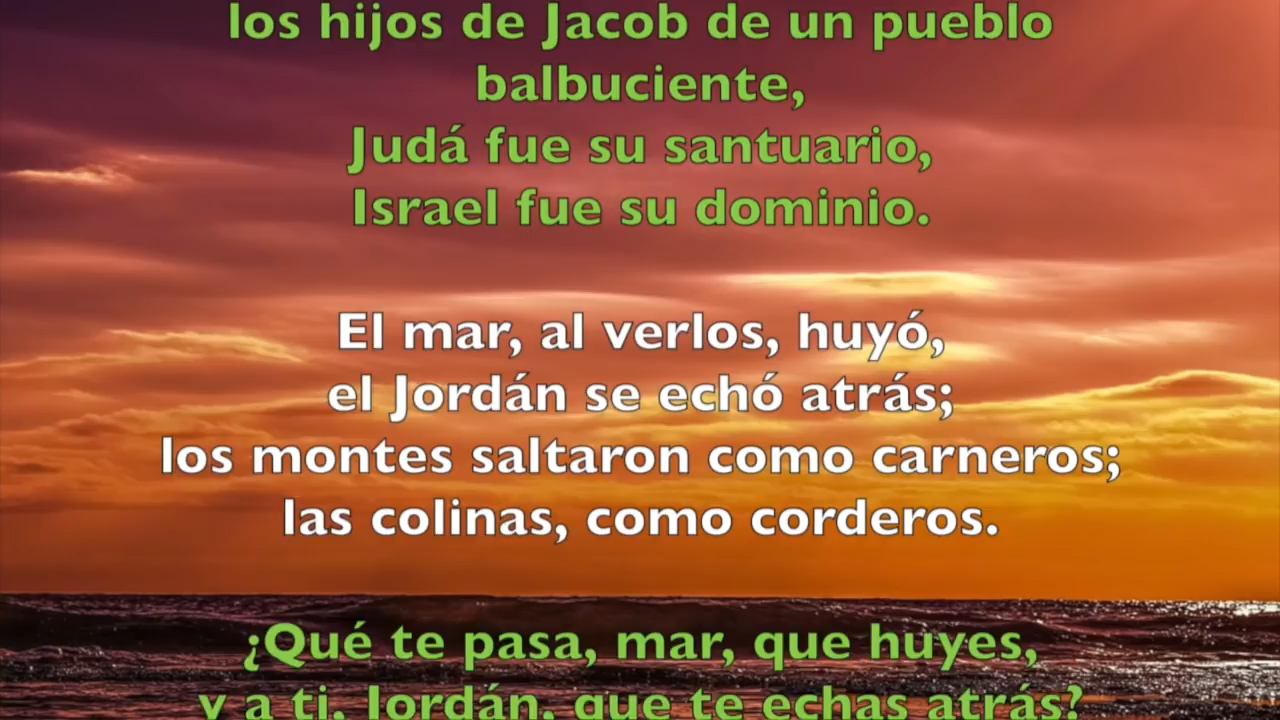 los hijos de Jacob de un pueblo
balbuciente,
Judá fue su santuario,
Israel fue su dominio.
El mar, al verlos, huyó,
el Jordán se echó atrás;
los montes saltaron como carneros;
las colinas, como corderos.
¿Qué te pasa, mar, que huyes,
y a ti, Jordán, que te echas atrás?